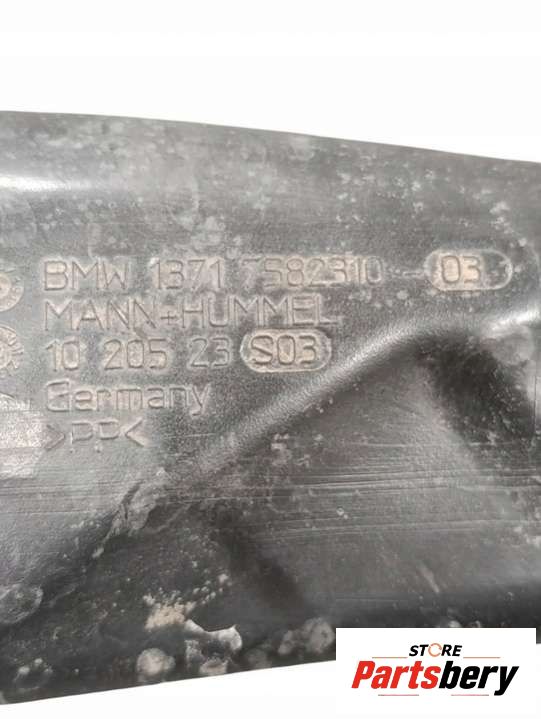 BMW 1371 7582310 - 03
MANN+HUMMEL
10 205 23 S03
Germany
>PP<
STORE
Partsbery